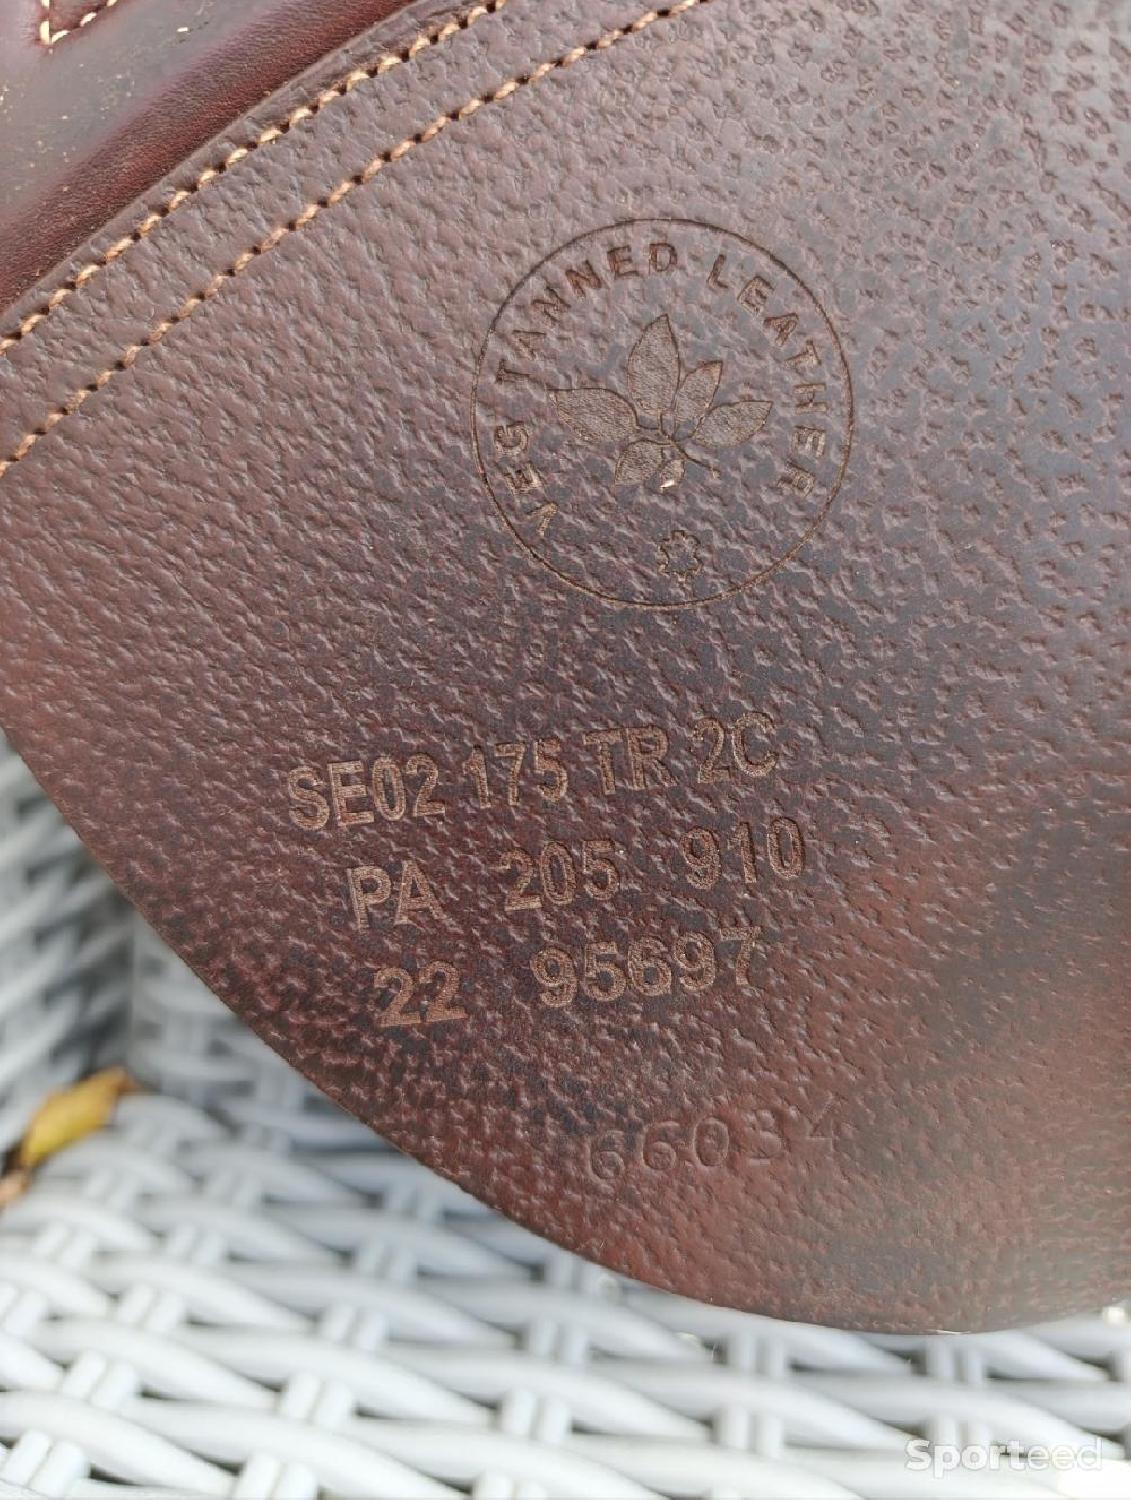 VEG TANNED LEATHER
SE02 175 TR 2C
PA 205 910
22 95697
66034
Sporteed